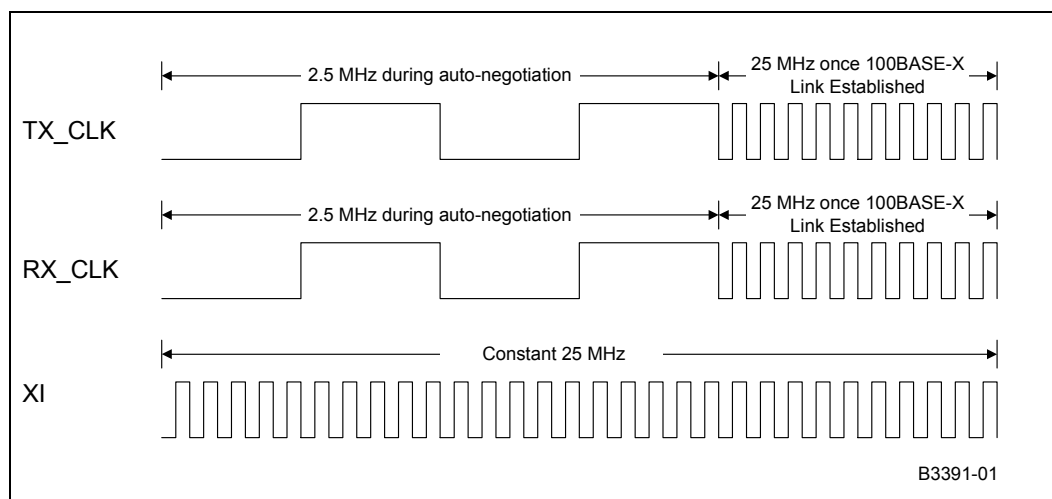 2.5 MHz during auto-negotiation
25 MHz once 100BASE-X
Link Established
TX_CLK
2.5 MHz during auto-negotiation
25 MHz once 100BASE-X
Link Established
RX_CLK
Constant 25 MHz
XI
B3391-01